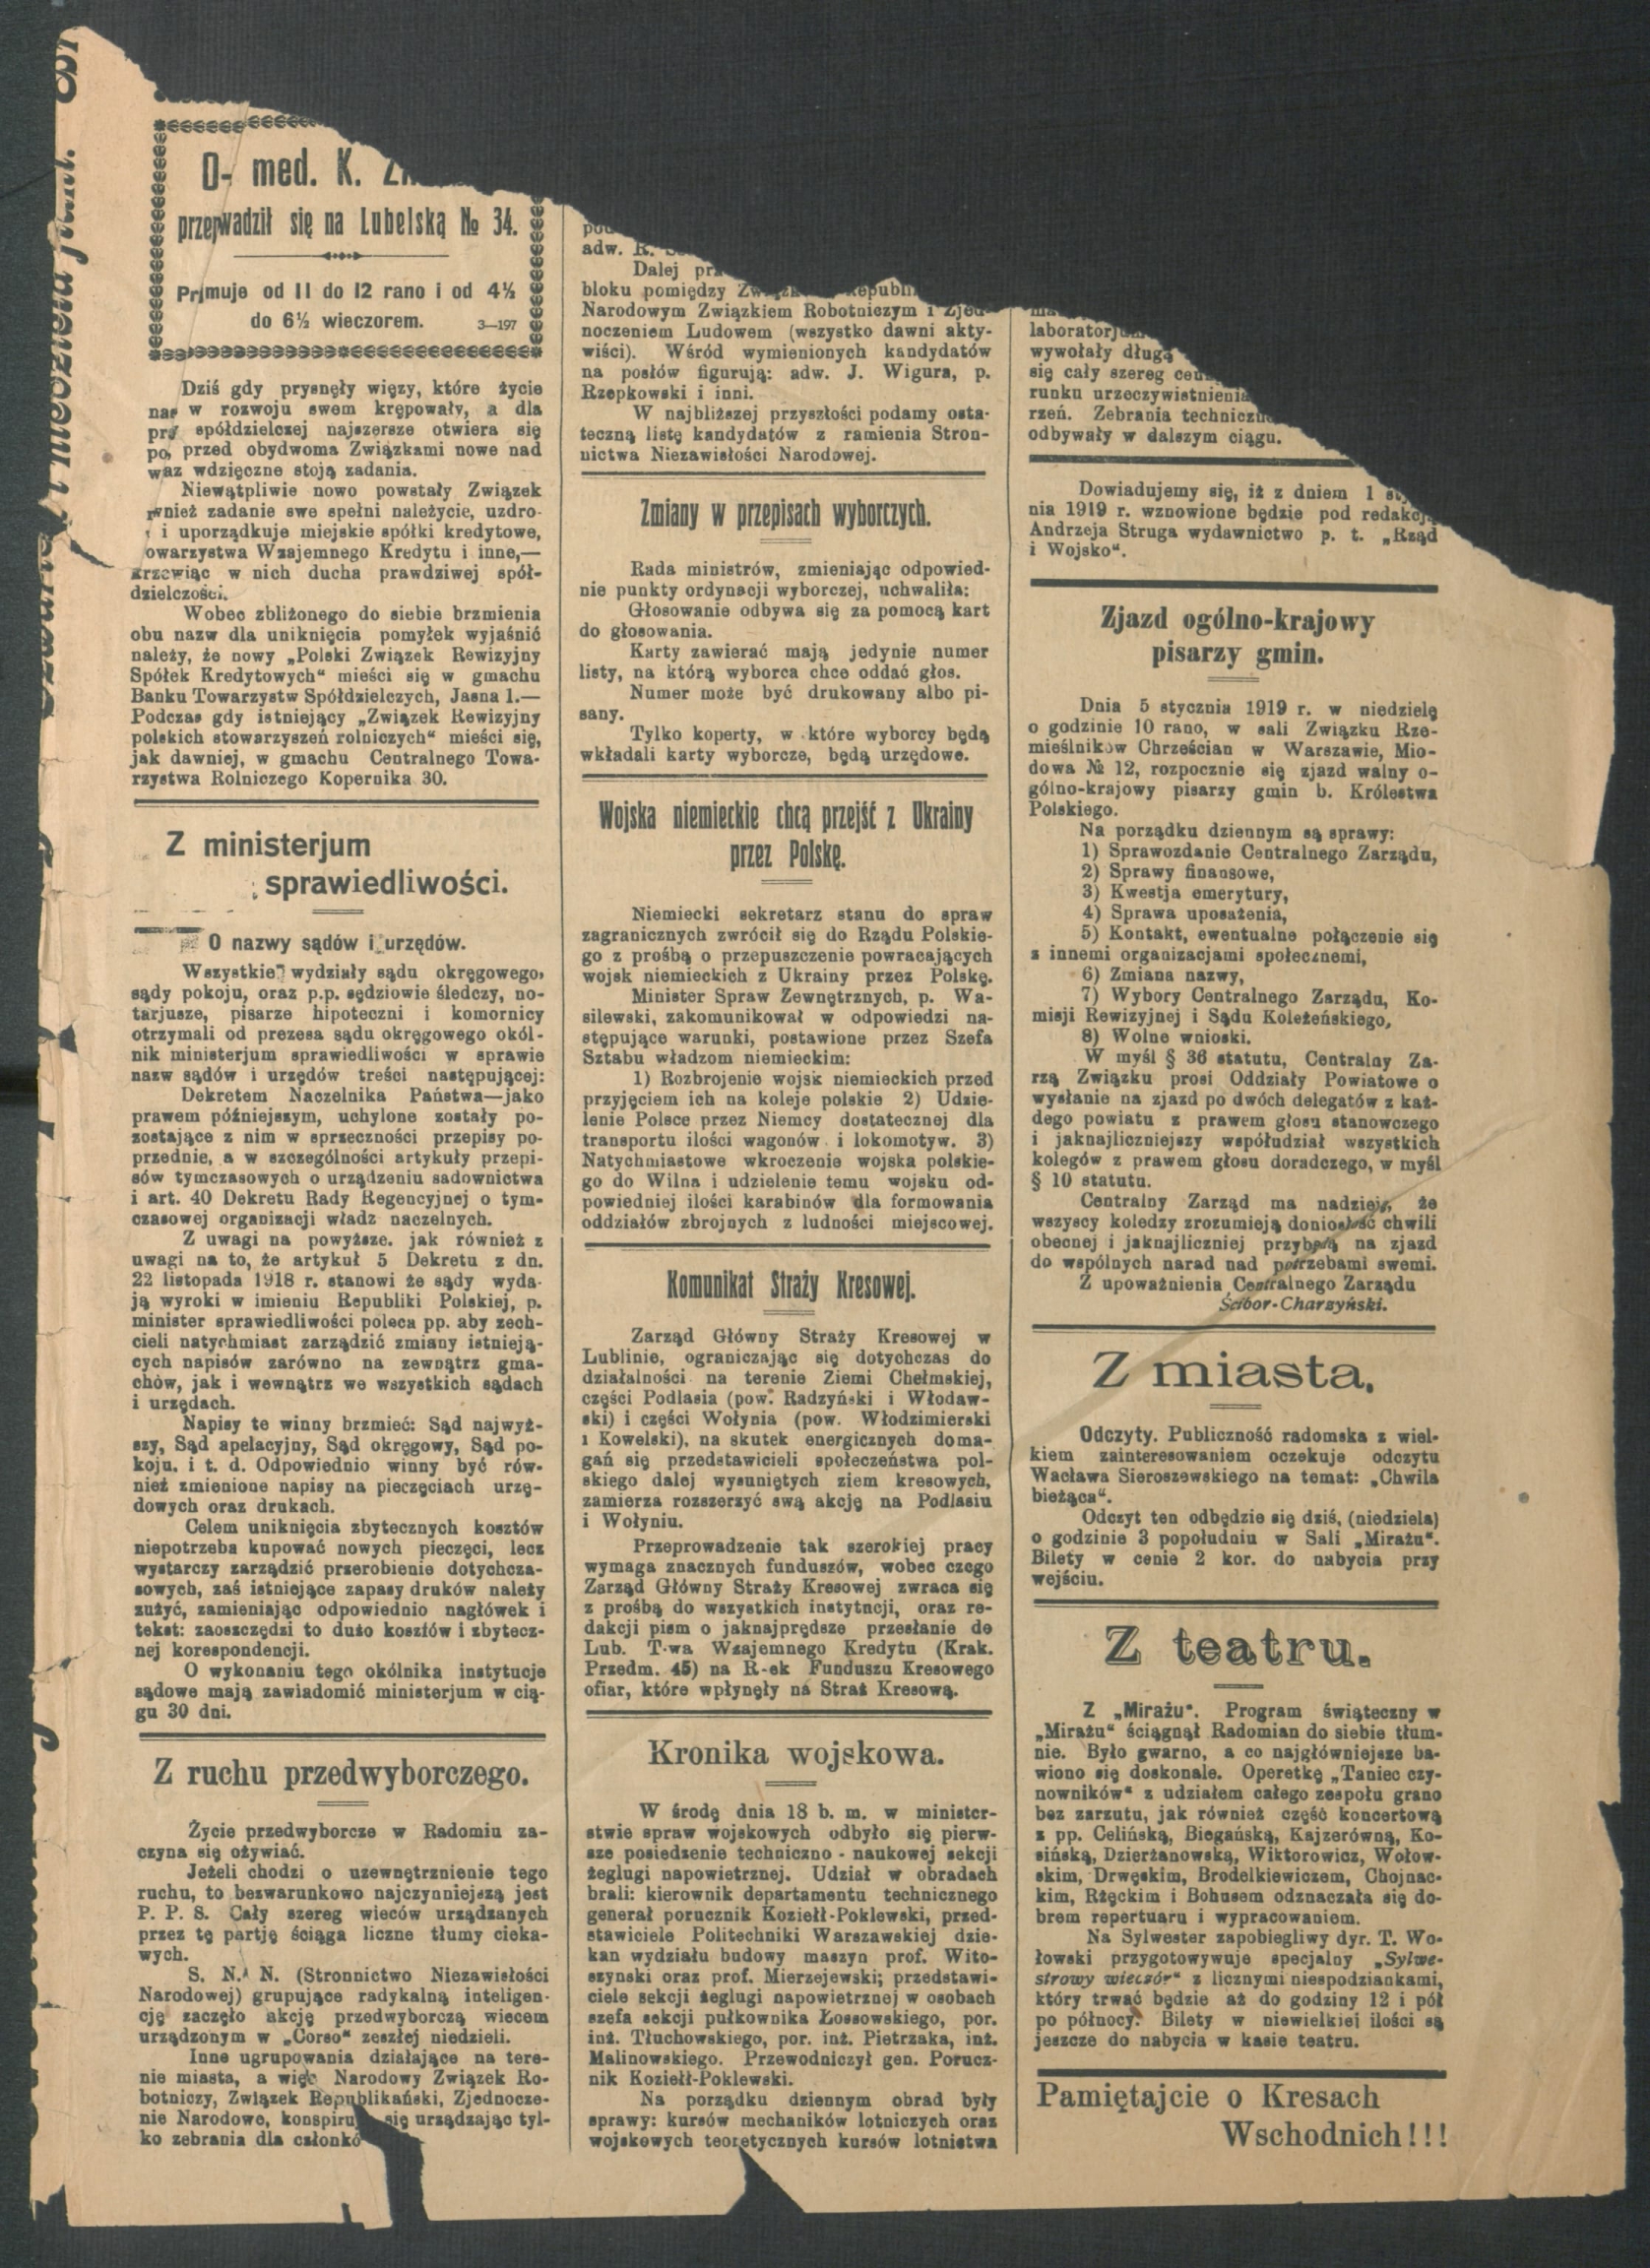 O- med. K.
przepwadził się na Lubelską № 34.
Prjmuje od 11 do 12 rano i od 4½
do 6½ wieczorem. 3—197
Dziś gdy prysnęły więzy, które życie
nas w rozwoju swem krępowały, a dla
spółdzielczej najszersze otwiera się
po, przed obydwoma Związkami nowe nad
waz wdzięczne stoją zadania.
Niewątpliwie nowo powstały Związek
wnież zadanie swe spełni należycie, uzdro-
i uporządkuje miejskie spółki kredytowe,
owarzystwa Wzajemnego Kredytu i inne,—
krzewiąc w nich ducha prawdziwej spół-
dzielczości.
Wobec zbliżonego do siebie brzmienia
obu nazw dla uniknięcia pomyłek wyjaśnić
należy, że nowy „Polski Związek Rewizyjny
Spółek Kredytowych“ mieści się w gmachu
Banku Towarzystw Spółdzielczych, Jasna 1.—
Podczas gdy istniejący „Związek Rewizyjny
polskich stowarzyszeń rolniczych“ mieści się,
jak dawniej, w gmachu Centralnego Towa-
rzystwa Rolniczego Kopernika 30.
Z ministerjum
sprawiedliwości.
O nazwy sądów i urzędów.
Wszystkie wydziały sądu okręgowego,
sądy pokoju, oraz p.p. sędziowie śledczy, no-
tarjusze, pisarze hipoteczni i komornicy
otrzymali od prezesa sądu okręgowego okól-
nik ministerjum sprawiedliwości w sprawie
nazw sądów i urzędów treści następującej:
Dekretem Naczelnika Państwa—jako
prawem późniejszym, uchylone zostały po-
zostające z nim w sprzeczności przepisy po-
przednie, a w szczególności artykuły przepi-
sów tymczasowych o urządzeniu sadownictwa
i art. 40 Dekretu Rady Regencyjnej o tym-
czasowej organizacji władz naczelnych.
Z uwagi na powyższe. jak również z
uwagi na to, że artykuł 5 Dekretu z dn.
22 listopada 1918 r. stanowi że sądy wyda-
ją wyroki w imieniu Republiki Polskiej, p.
minister sprawiedliwości poleca pp. aby zech-
cieli natychmiast zarządzić zmiany istnieją-
cych napisów zarówno na zewnątrz gma-
chów, jak i wewnątrz we wszystkich sądach
i urzędach.
Napisy te winny brzmieć: Sąd najwyż-
szy, Sąd apelacyjny, Sąd okręgowy, Sąd po-
koju. i t. d. Odpowiednio winny być rów-
nież zmienione napisy na pieczęciach urzę-
dowych oraz drukach.
Celem uniknięcia zbytecznych kosztów
niepotrzeba kupować nowych pieczęci, lecz
wystarczy zarządzić przerobienie dotychcza-
sowych, zaś istniejące zapasy druków należy
zużyć, zamieniając odpowiednio nagłówek i
tekst: zaoszczędzi to dużo kosztów i zbytecz-
nej korespondencji.
O wykonaniu tego okólnika instytucje
sądowe mają zawiadomić ministerjum w cią-
gu 30 dni.
Z ruchu przedwyborczego.
Życie przedwyborcze w Radomiu za-
czyna się ożywiać.
Jeżeli chodzi o uzewnętrznienie tego
ruchu, to bezwarunkowo najczynniejszą jest
P. P. S. Cały szereg wieców urządzanych
przez tę partję ściąga liczne tłumy cieka-
wych.
S. N. N. (Stronnictwo Niezawisłości
Narodowej) grupujące radykalną inteligen-
cję zaczęło akcję przedwyborczą wiecem
urządzonym w „Corso“ zeszłej niedzieli.
Inne ugrupowania działające na tere-
nie miasta, a więc Narodowy Związek Ro-
botniczy, Związek Republikański, Zjednocze-
nie Narodowe, konspiru się urządzając tyl-
ko zebrania dla członkó
adw. R.
Dalej
bloku pomiędzy
Narodowym Związkiem Robotniczym i Zjed-
noczeniem Ludowem (wszystko dawni akty-
wiści). Wśród wymienionych kandydatów
na posłów figurują: adw. J. Wigura, p.
Rzepkowski i inni.
W najbliższej przyszłości podamy osta-
teczną listę kandydatów z ramienia Stron-
nictwa Niezawisłości Narodowej.
Zmiany w przepisach wyborczych.
Rada ministrów, zmieniając odpowied-
nie punkty ordynacji wyborczej, uchwaliła:
Głosowanie odbywa się za pomocą kart
do głosowania.
Karty zawierać mają jedynie numer
listy, na którą wyborca chce oddać głos.
Numer może być drukowany albo pi-
sany.
Tylko koperty, w które wyborcy będą
wkładali karty wyborcze, będą urzędowe.
Wojska niemieckie chcą przejść z Ukrainy
przez Polskę.
Niemiecki sekretarz stanu do spraw
zagranicznych zwrócił się do Rządu Polskie-
go z prośbą o przepuszczenie powracających
wojsk niemieckich z Ukrainy przez Polskę.
Minister Spraw Zewnętrznych, p. Wa-
silewski, zakomunikował w odpowiedzi na-
stępujące warunki, postawione przez Szefa
Sztabu władzom niemieckim:
1) Rozbrojenie wojsk niemieckich przed
przyjęciem ich na koleje polskie 2) Udzie-
lenie Polsce przez Niemcy dostatecznej dla
transportu ilości wagonów i lokomotyw. 3)
Natychmiastowe wkroczenie wojska polskie-
go do Wilna i udzielenie temu wojsku od-
powiedniej ilości karabinów dla formowania
oddziałów zbrojnych z ludności miejscowej.
Komunikat Straży Kresowej.
Zarząd Główny Straży Kresowej w
Lublinie, ograniczając się dotychczas do
działalności na terenie Ziemi Chełmskiej,
części Podlasia (pow. Radzyński i Włodaw-
ski) i części Wołynia (pow. Włodzimierski
i Kowelski), na skutek energicznych doma-
gań się przedstawicieli społeczeństwa pol-
skiego dalej wysuniętych ziem kresowych,
zamierza rozszerzyć swą akcję na Podlasiu
i Wołyniu.
Przeprowadzenie tak szerokiej pracy
wymaga znacznych funduszów, wobec czego
Zarząd Główny Straży Kresowej zwraca się
z prośbą do wszystkich instytncji, oraz re-
dakcji pism o jaknajprędsze przesłanie de
Lub. T-wa Wzajemnego Kredytu (Krak.
Przedm. 45) na R-ek Funduszu Kresowego
ofiar, które wpłynęły na Straż Kresową.
Kronika wojskowa.
W środę dnia 18 b. m. w minister-
stwie spraw wojskowych odbyło się pierw-
sze posiedzenie techniczno - naukowej sekcji
żeglugi napowietrznej. Udział w obradach
brali: kierownik departamentu technicznego
generał porucznik Koziełł-Poklewski, przed-
stawiciele Politechniki Warszawskiej dzie-
kan wydziału budowy maszyn prof. Wito-
szynski oraz prof. Mierzejewski; przedstawi-
ciele sekcji żeglugi napowietrznej w osobach
szefa sekcji pułkownika Łossowskiego, por.
inż. Tłuchowskiego, por. inż. Pietrzaka, inż.
Malinowskiego. Przewodniczył gen. Porucz-
nik Koziełł-Poklewski.
Na porządku dziennym obrad były
sprawy: kursów mechaników lotniczych oraz
wojskowych teoretycznych kursów lotnistwa
wywołały długą
się cały szereg
runku urzeczywistnienia
rzeń. Zebrania
odbywały w dalszym ciągu.
Dowiadujemy się, iż z dniem 1
nia 1919 r. wznowione będzie pod redakcją
Andrzeja Struga wydawnictwo p. t. „Rząd
i Wojsko“.
Zjazd ogólno-krajowy
pisarzy gmin.
Dnia 5 stycznia 1919 r. w niedzielę
o godzinie 10 rano, w sali Związku Rze-
mieślników Chrześcian w Warszawie, Mio-
dowa № 12, rozpocznie się zjazd walny o-
gólno-krajowy pisarzy gmin b. Królestwa
Polskiego.
Na porządku dziennym są sprawy:
1) Sprawozdanie Centralnego Zarządu,
2) Sprawy finansowe,
3) Kwestja emerytury,
4) Sprawa uposażenia,
5) Kontakt, ewentualne połączenie się
z innemi organizacjami społecznemi,
6) Zmiana nazwy,
7) Wybory Centralnego Zarządu, Ko-
misji Rewizyjnej i Sądu Koleżeńskiego,
8) Wolne wnioski.
W myśl § 36 statutu, Centralny Za-
rzą Związku prosi Oddziały Powiatowe o
wysłanie na zjazd po dwóch delegatów z każ-
dego powiatu z prawem głosu stanowczego
i jaknajliczniejszy współudział wszystkich
kolegów z prawem głosu doradczego, w myśl
§ 10 statutu.
Centralny Zarząd ma nadzieję, że
wszyscy koledzy zrozumieją doniosłość chwili
obecnej i jaknajliczniej przybędą na zjazd
do wspólnych narad nad potrzebami swemi.
Z upoważnienia Centralnego Zarządu
Ścibor-Charzyński.
Z miasta.
Odczyty. Publiczność radomska z wiel-
kiem zainteresowaniem oczekuje odczytu
Wacława Sieroszewskiego na temat: „Chwila
bieżąca“.
Odczyt ten odbędzie się dziś, (niedziela)
o godzinie 3 popołudniu w Sali „Mirażu“.
Bilety w cenie 2 kor. do nabycia przy
wejściu.
Z teatru.
Z „Mirażu“. Program świąteczny w
„Mirażu“ ściągnął Radomian do siebie tłum-
nie. Było gwarno, a co najgłówniejsze ba-
wiono się doskonale. Operetkę „Taniec czy-
nowników“ z udziałem całego zespołu grano
bez zarzutu, jak również część koncertową
z pp. Celińską, Biegańską, Kajzerówną, Ko-
sińską, Dzierżanowską, Wiktorowicz, Wołow-
skim, Drwęskim, Brodelkiewiczem, Chojnac-
kim, Rżęckim i Bohusem odznaczała się do-
brem repertuaru i wypracowaniem.
Na Sylwester zapobiegliwy dyr. T. Wo-
łowski przygotowywuje specjalny „Sylwe-
strowy wieczór“ z licznymi niespodziankami,
który trwać będzie aż do godziny 12 i pół
po północy. Bilety w niewielkiej ilości są
jeszcze do nabycia w kasie teatru.
Pamiętajcie o Kresach
Wschodnich!!!